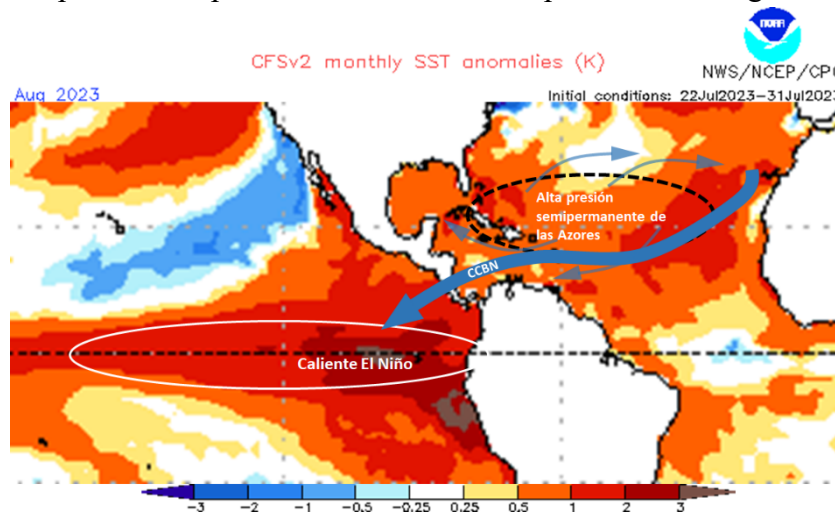 NOAA
CFSv2 monthly SST anomalies (K)
NWS/NCEP/CPC
Aug 2023
Initial conditions: 22Jul2023-31Jul2023
Alta presión
semipermanente de
las Azores
CCBN
Caliente El Niño
-3 -2 -1 -0.5 -0.25 0.25 0.5 1 2 3